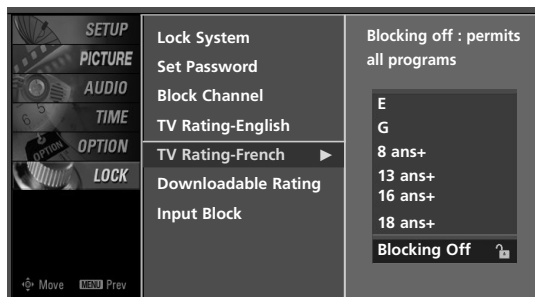 SETUP
PICTURE
AUDIO
TIME
OPTION
LOCK
Move MENU Prev
Lock System
Set Password
Block Channel
TV Rating-English
TV Rating-French
Downloadable Rating
Input Block
Blocking off : permits
all programs
E
G
8 ans+
13 ans+
16 ans+
18 ans+
Blocking Off